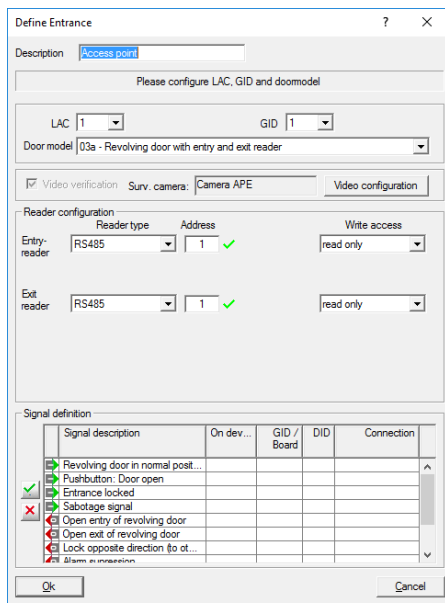 Define Entrance ? ×
Description Access point
Please configure LAC, GID and doormodel
LAC 1 GID 1
Door model 03a - Revolving door with entry and exit reader
Video verification Surv. camera: Camera APE Video configuration
Reader configuration
Reader type Address Write access
Entry-
reader RS485 1 read only
Exit
reader RS485 1 read only
Signal definition
Signal description On dev... GID /
Board DID Connection
Revolving door in normal posit...
Pushbutton: Door open
Entrance locked
Sabotage signal
Open entry of revolving door
Open exit of revolving door
Lock opposite direction (to ot...
Alarm supression
Ok Cancel